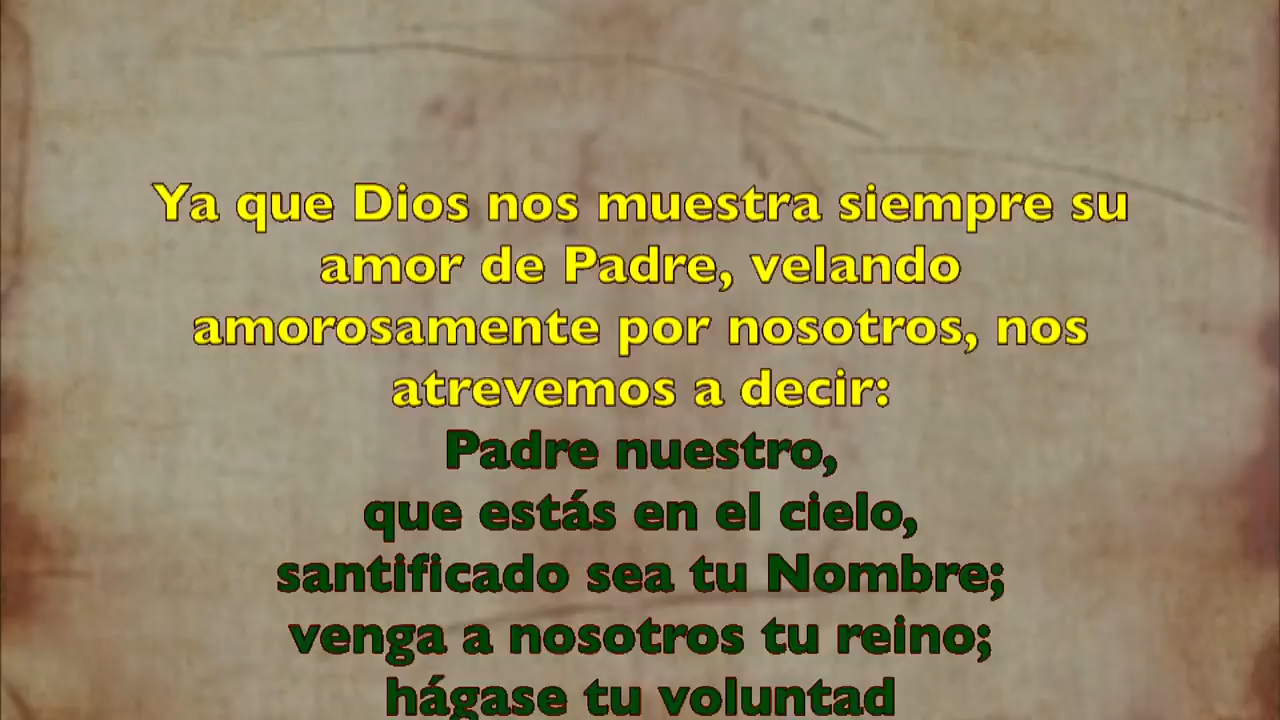 Ya que Dios nos muestra siempre su
amor de Padre, velando
amorosamente por nosotros, nos
atrevemos a decir:
Padre nuestro,
que estás en el cielo,
santificado sea tu Nombre;
venga a nosotros tu reino;
hágase tu voluntad